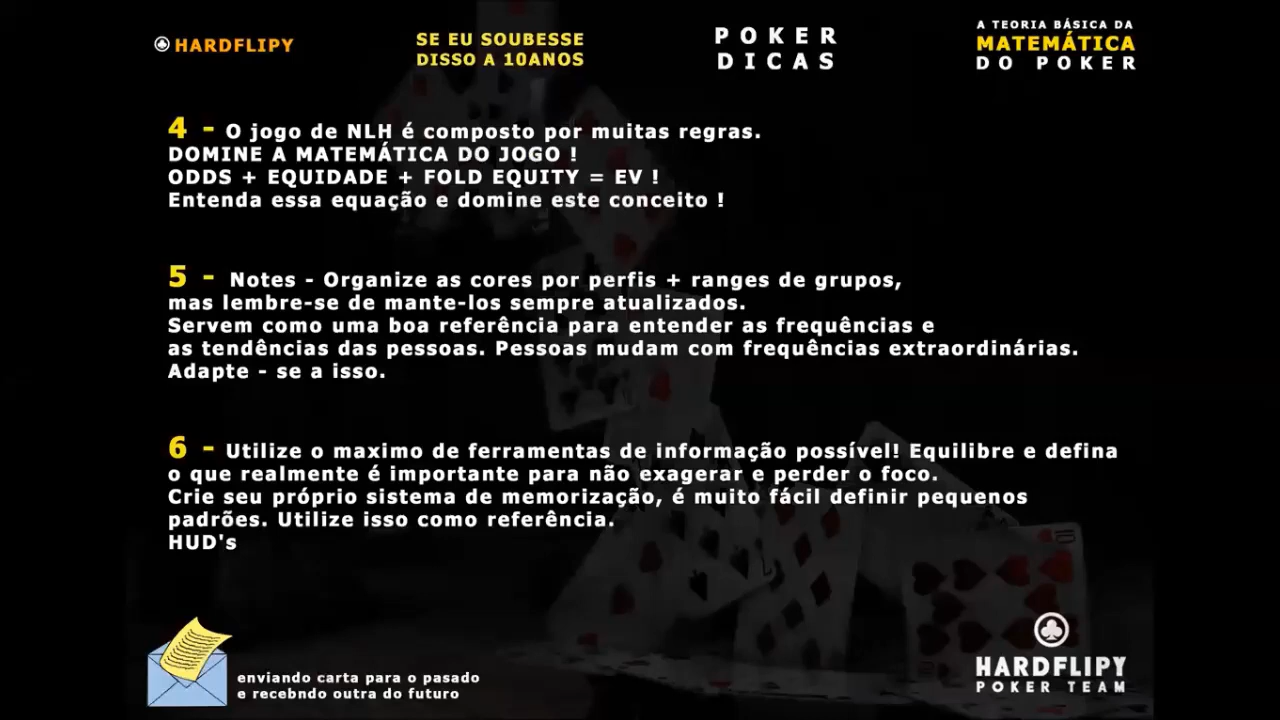 HARDFLIPY
SE EU SOUBESSE
DISSO A 10ANOS
POKER
DICAS
A TEORIA BÁSICA DA
MATEMÁTICA
DO POKER
4 - O jogo de NLH é composto por muitas regras.
DOMINE A MATEMÁTICA DO JOGO !
ODDS + EQUIDADE + FOLD EQUITY = EV !
Entenda essa equação e domine este conceito !
5 - Notes - Organize as cores por perfis + ranges de grupos,
mas lembre-se de mante-los sempre atualizados.
Servem como uma boa referência para entender as frequências e
as tendências das pessoas. Pessoas mudam com frequências extraordinárias.
Adapte - se a isso.
6 - Utilize o maximo de ferramentas de informação possível! Equilibre e defina
o que realmente é importante para não exagerar e perder o foco.
Crie seu próprio sistema de memorização, é muito fácil definir pequenos
padrões. Utilize isso como referência.
HUD's
enviando carta para o pasado
e recebndo outra do futuro
HARDFLIPY
POKER TEAM